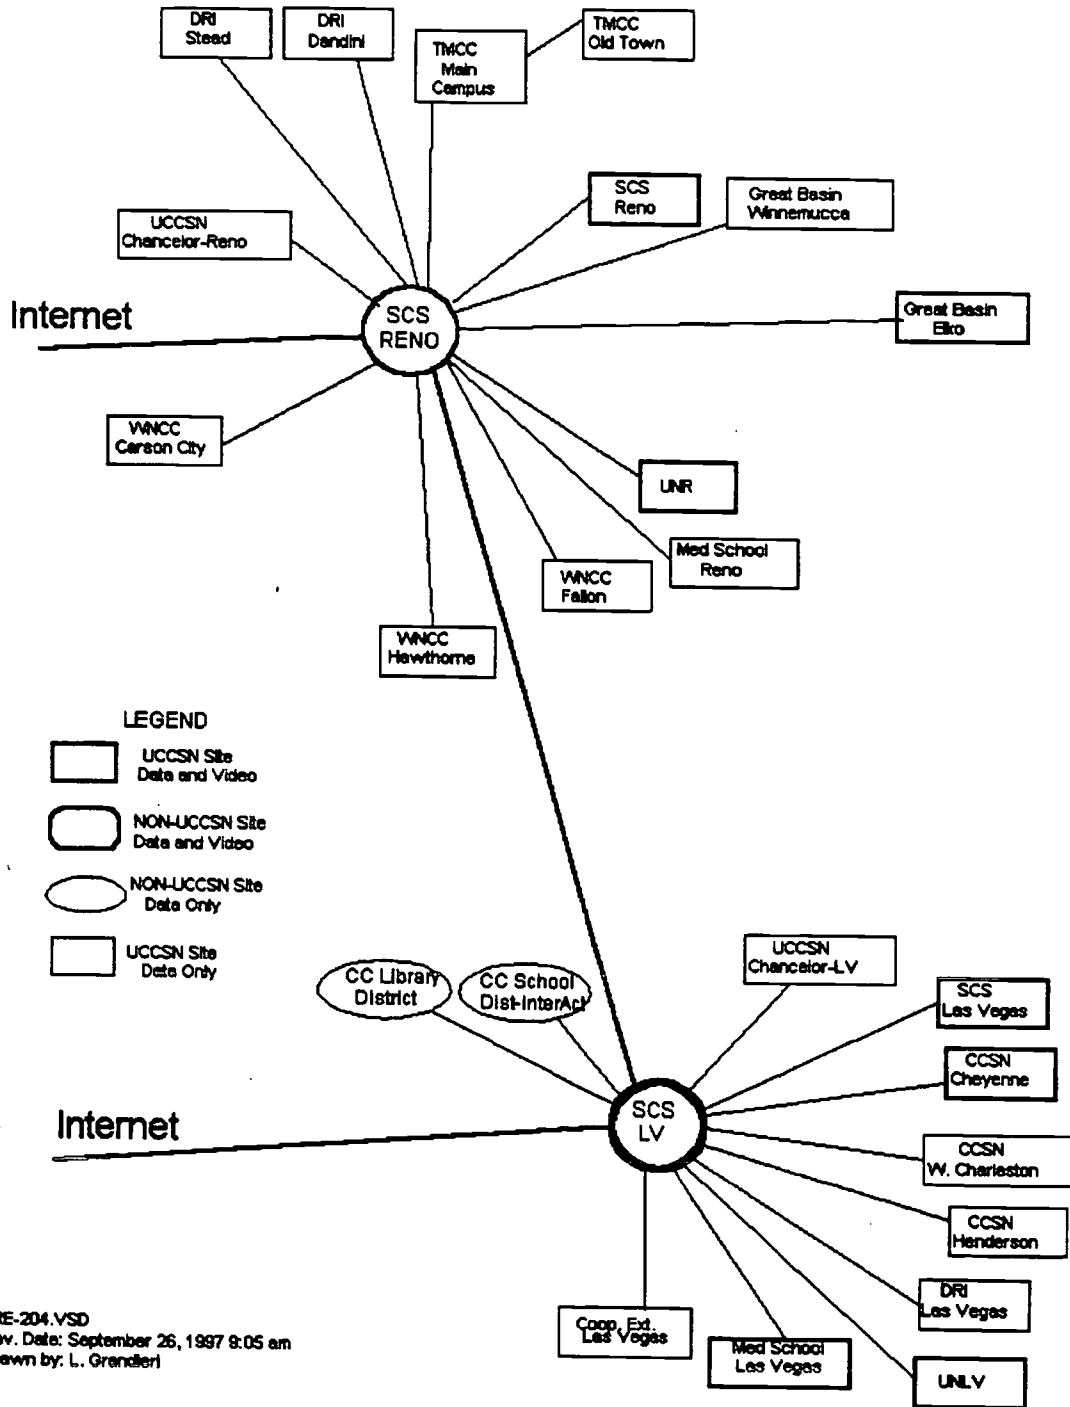 DRI
Stead
DRI
Dandini
TMCC
Main
Campus
TMCC
Old Town
SCS
Reno
Great Basin
Winnemucca
UCCSN
Chancelor-Reno
Internet
SCS
RENO
Great Basin
Elko
WNCC
Carson City
UNR
Med School
Reno
WNCC
Fallon
WNCC
Hawthorne
LEGEND
UCCSN Site
Data and Video
NON-UCCSN Site
Data and Video
NON-UCCSN Site
Data Only
UCCSN Site
Data Only
CC Library
District
CC School
Dist-InterAct
UCCSN
Chancelor-LV
SCS
Las Vegas
CCSN
Cheyenne
Internet
SCS
LV
CCSN
W. Charleston
CCSN
Henderson
DRI
Las Vegas
Coop. Ext.
Las Vegas
Med School
Las Vegas
UNLV
RE-204.VSD
ev. Date: September 26, 1997 9:05 am
rawn by: L. Grandieri